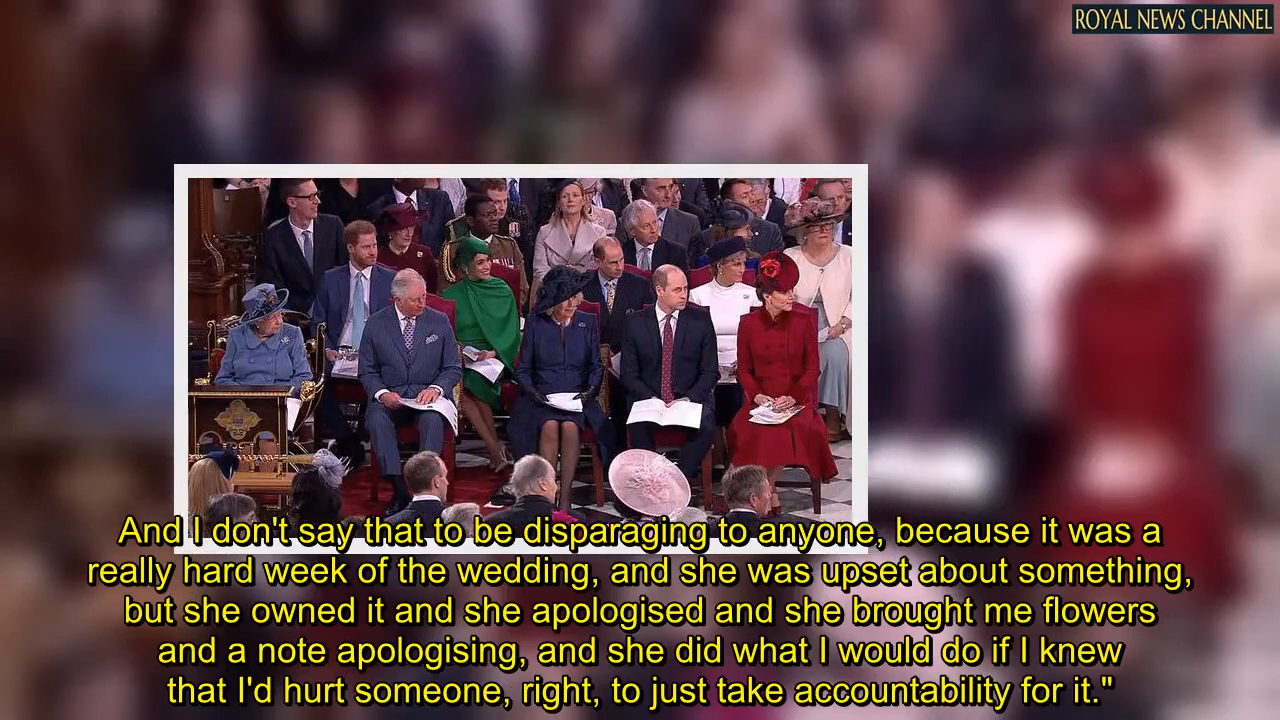 ROYAL NEWS CHANNEL
And I don't say that to be disparaging to anyone, because it was a
really hard week of the wedding, and she was upset about something,
but she owned it and she apologised and she brought me flowers
and a note apologising, and she did what I would do if I knew
that I'd hurt someone, right, to just take accountability for it."